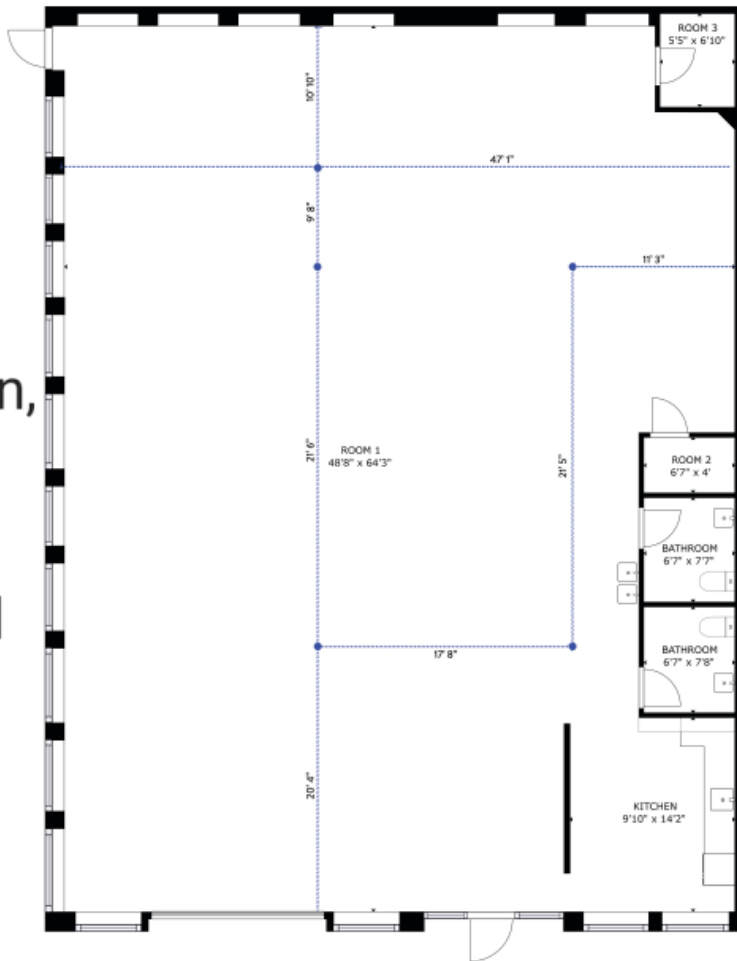 ROOM 3
5'5" x 6'10"
10' 10"
47' 1"
9' 8"
11' 3"
n,
21' 6"
ROOM 1
48'8" x 64'3"
21' 5"
ROOM 2
6'7" x 4'
BATHROOM
6'7" x 7'7"
17' 8"
BATHROOM
6'7" x 7'8"
20' 4"
KITCHEN
9'10" x 14'2"